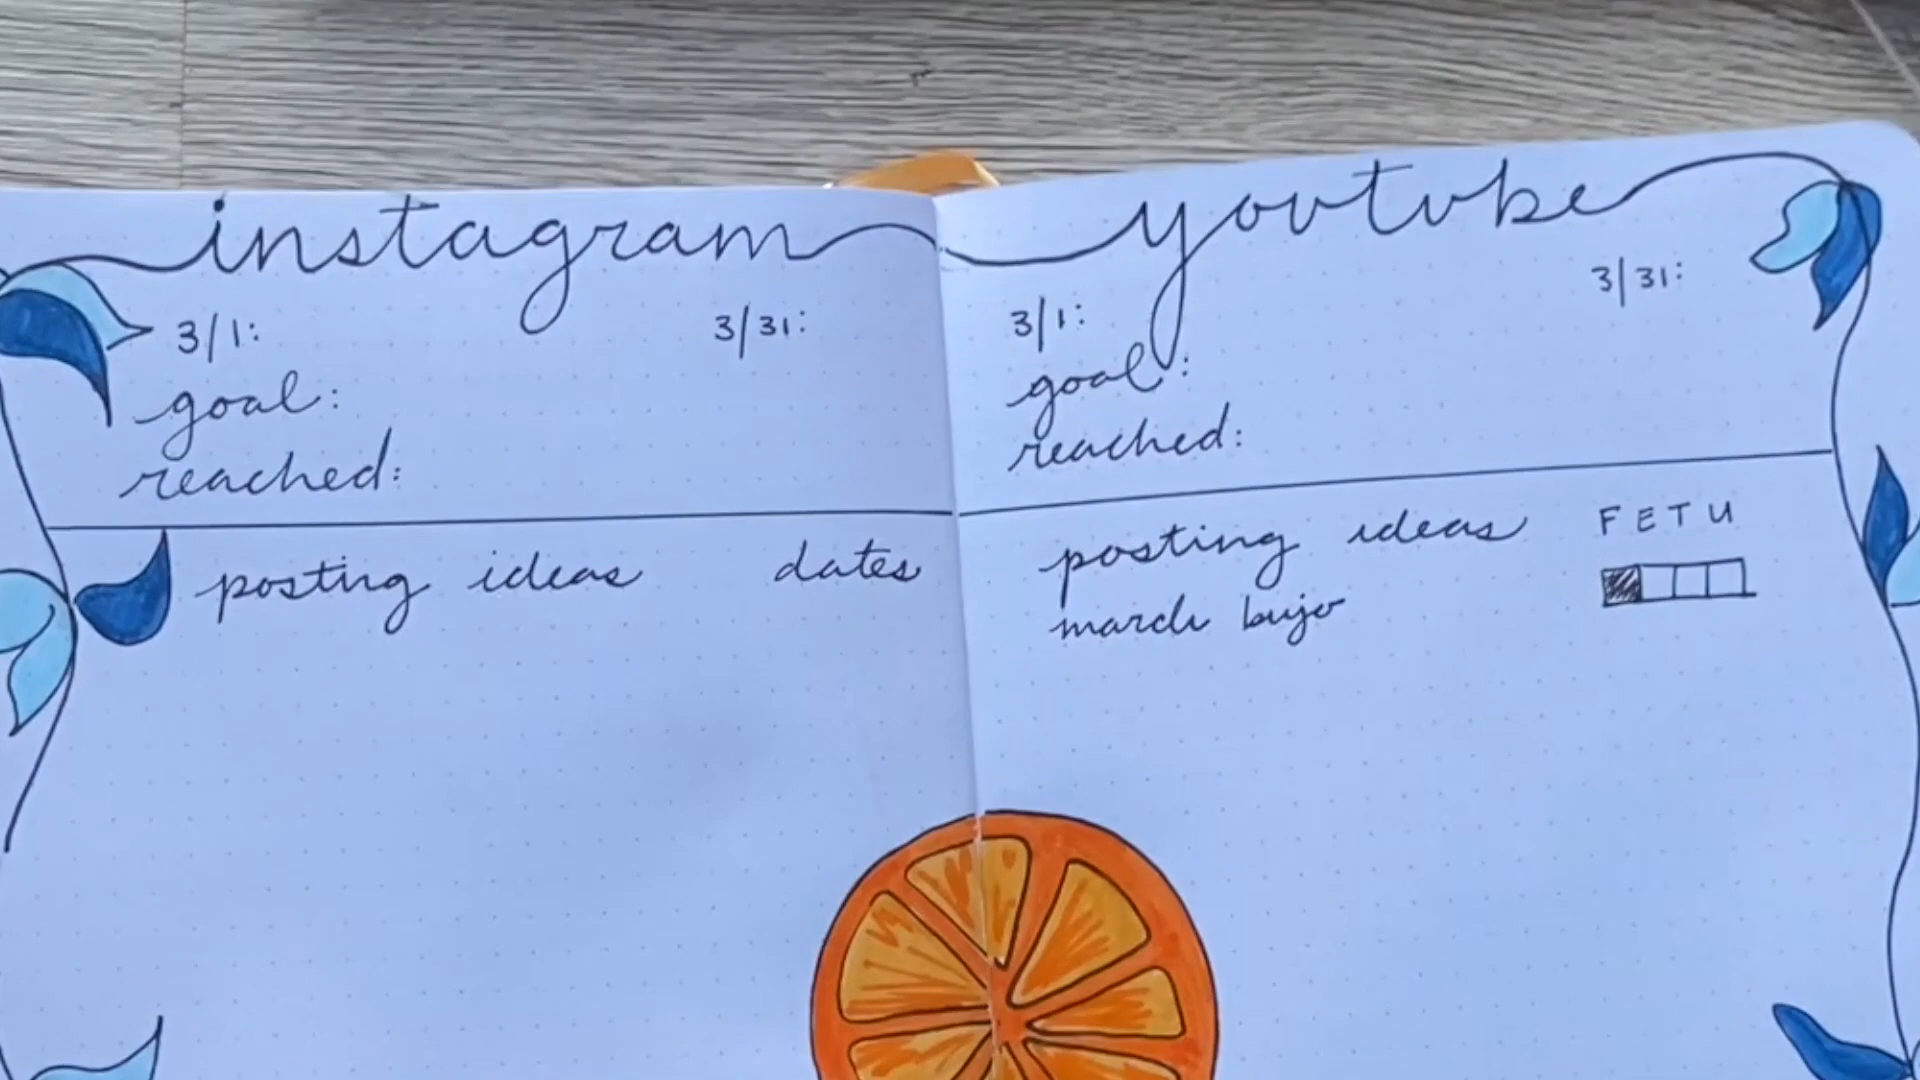 instagram
3/1: 3/31:
goal:
reached:
posting ideas dates
youtube
3/31:
3/1:
goal:
reached:
posting ideas F E T U
march bujo